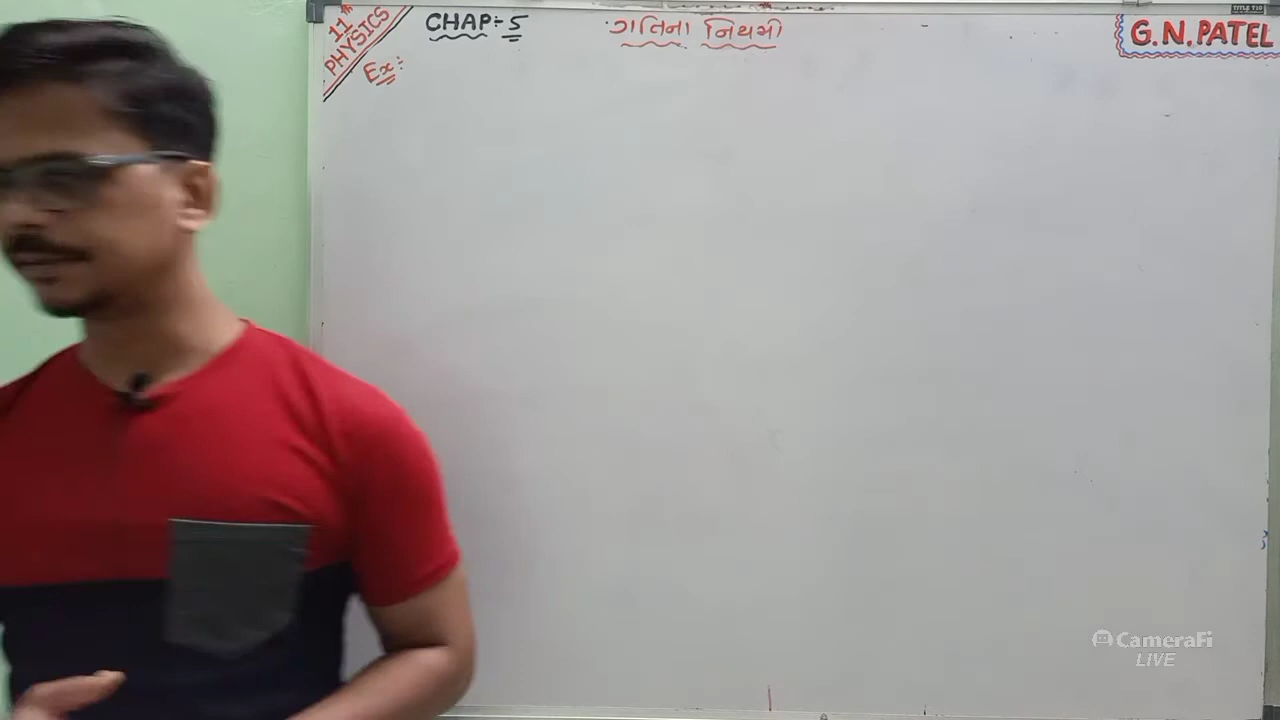 11th PHYSICS
CHAP:- 5
ગતિના નિયમો
G.N.PATEL
Ex:-
CameraFi
LIVE